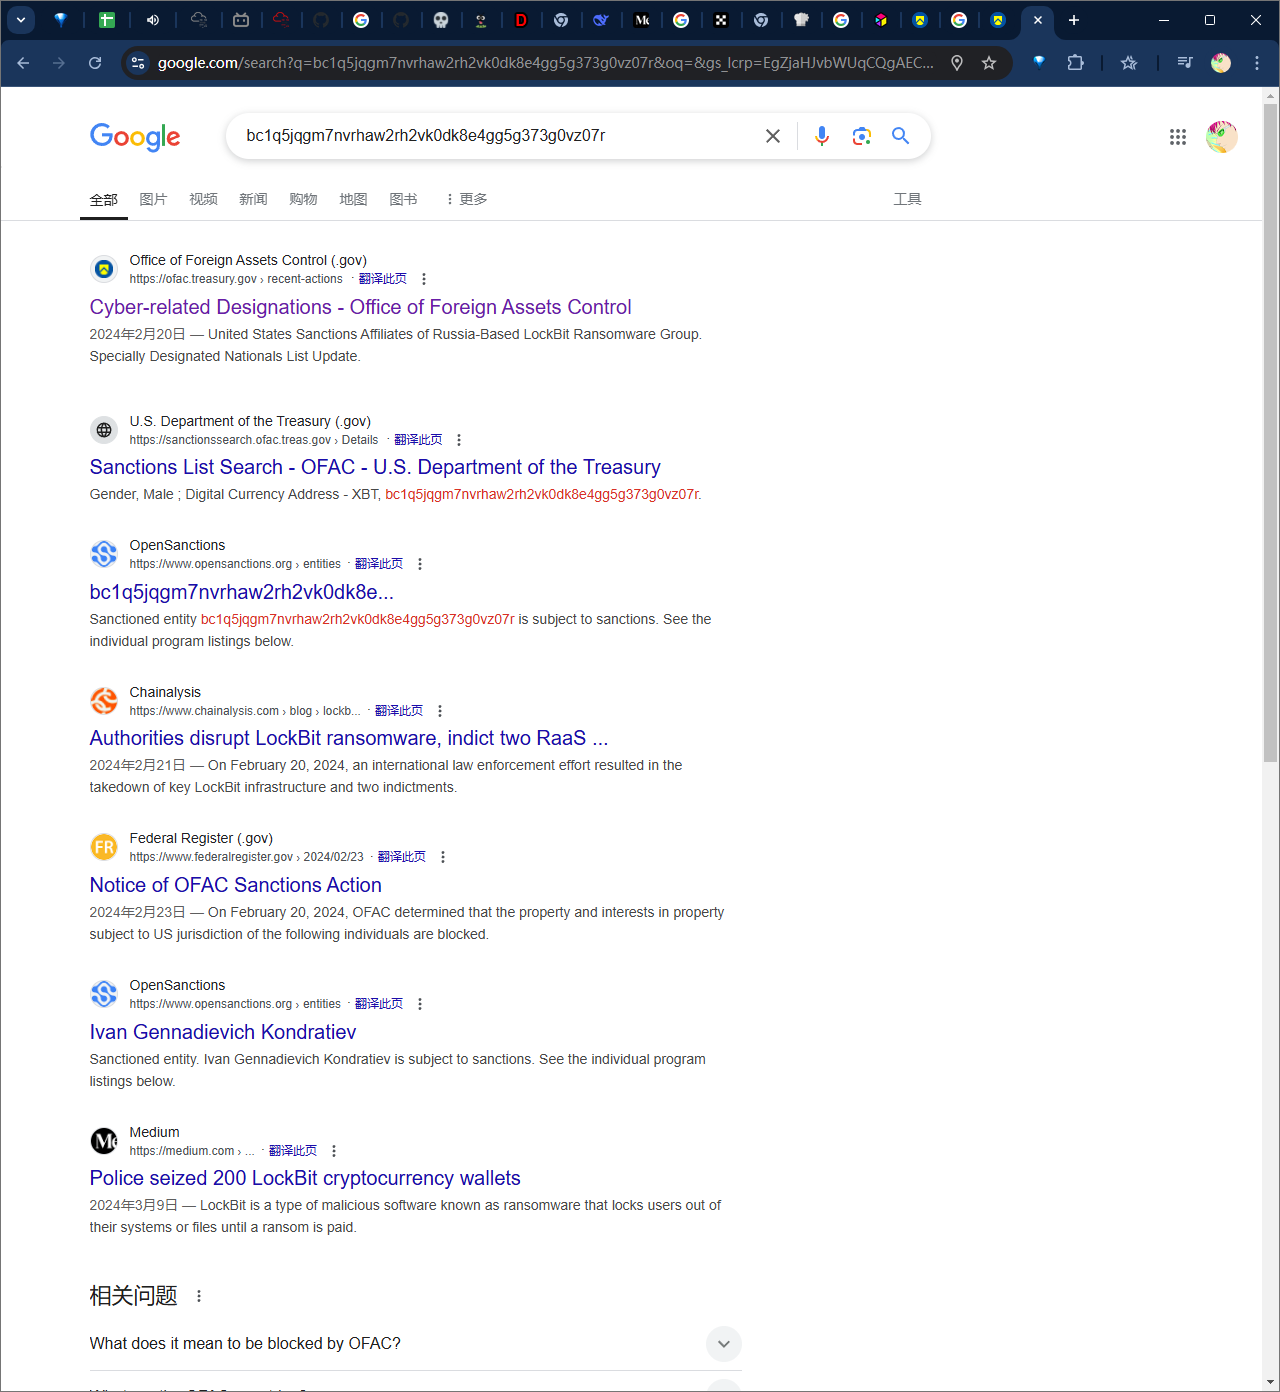 google.com/search?q=bc1q5jqgm7nvrhaw2rh2vk0dk8e4gg5g373g0vz07r&oq=&gs_lcrp=EgZjaHJvbWUqCQgAEC...
Google
bc1q5jqgm7nvrhaw2rh2vk0dk8e4gg5g373g0vz07r
全部 图片 视频 新闻 购物 地图 图书 更多 工具
Office of Foreign Assets Control (.gov)
https://ofac.treasury.gov › recent-actions · 翻译此页
Cyber-related Designations - Office of Foreign Assets Control
2024年2月20日 — United States Sanctions Affiliates of Russia-Based LockBit Ransomware Group.
Specially Designated Nationals List Update.
U.S. Department of the Treasury (.gov)
https://sanctionssearch.ofac.treas.gov › Details · 翻译此页
Sanctions List Search - OFAC - U.S. Department of the Treasury
Gender, Male ; Digital Currency Address - XBT, bc1q5jqgm7nvrhaw2rh2vk0dk8e4gg5g373g0vz07r.
OpenSanctions
https://www.opensanctions.org › entities · 翻译此页
bc1q5jqgm7nvrhaw2rh2vk0dk8e...
Sanctioned entity bc1q5jqgm7nvrhaw2rh2vk0dk8e4gg5g373g0vz07r is subject to sanctions. See the
individual program listings below.
Chainalysis
https://www.chainalysis.com › blog › lockb... · 翻译此页
Authorities disrupt LockBit ransomware, indict two RaaS ...
2024年2月21日 — On February 20, 2024, an international law enforcement effort resulted in the
takedown of key LockBit infrastructure and two indictments.
FR
Federal Register (.gov)
https://www.federalregister.gov › 2024/02/23 · 翻译此页
Notice of OFAC Sanctions Action
2024年2月23日 — On February 20, 2024, OFAC determined that the property and interests in property
subject to US jurisdiction of the following individuals are blocked.
OpenSanctions
https://www.opensanctions.org › entities · 翻译此页
Ivan Gennadievich Kondratiev
Sanctioned entity. Ivan Gennadievich Kondratiev is subject to sanctions. See the individual program
listings below.
Medium
https://medium.com › ... · 翻译此页
Police seized 200 LockBit cryptocurrency wallets
2024年3月9日 — LockBit is a type of malicious software known as ransomware that locks users out of
their systems or files until a ransom is paid.
相关问题
What does it mean to be blocked by OFAC?